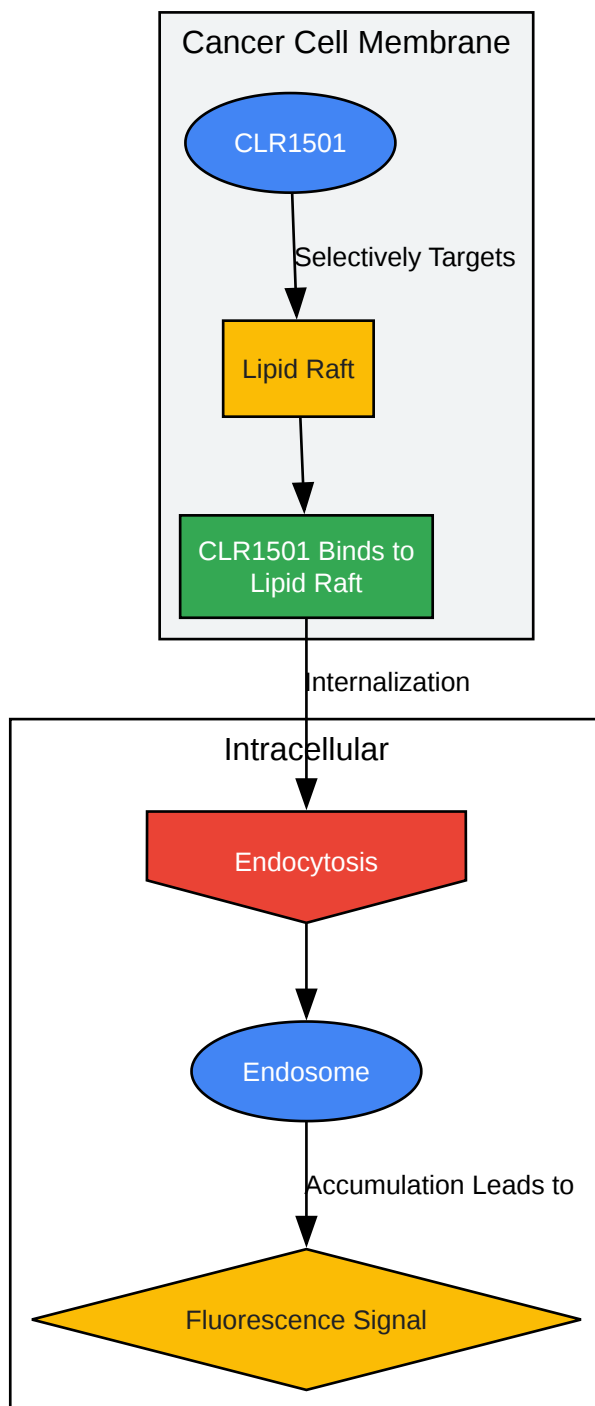 Cancer Cell Membrane
CLR1501
Selectively Targets
Lipid Raft
CLR1501 Binds to
Lipid Raft
Internalization
Intracellular
Endocytosis
Endosome
Accumulation Leads to
Fluorescence Signal